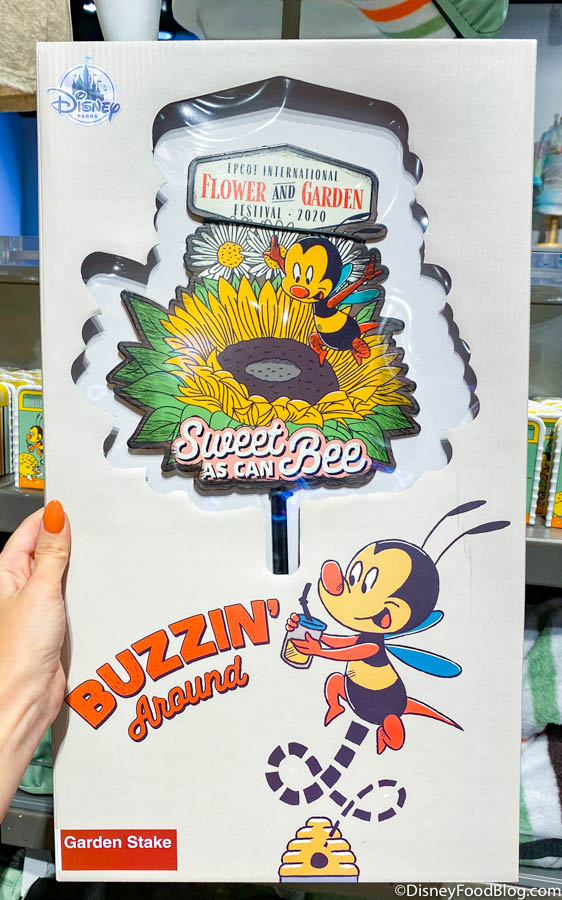 Disney
PARKS
EPCOT INTERNATIONAL
FLOWER AND GARDEN
FESTIVAL · 2020
Sweet
AS CAN Bee
BUZZIN'
Around
Garden Stake
©DisneyFoodBlog.com